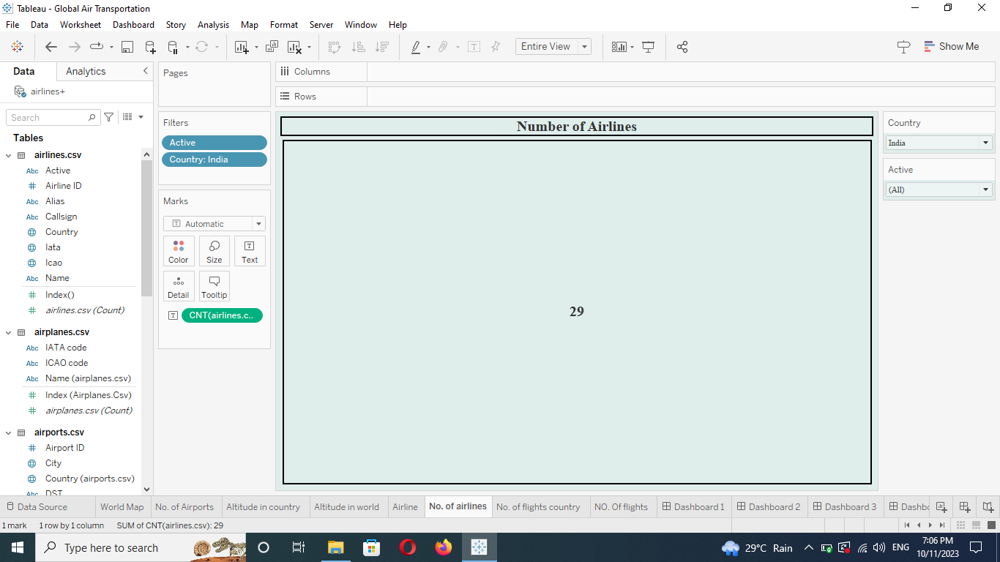 Tableau - Global Air Transportation
File Data Worksheet Dashboard Story Analysis Map Format Server Window Help
Entire View
Show Me
Data Analytics
airlines+
Search
Tables
airlines.csv
Abc Active
Airline ID
Abc Alias
Abc Callsign
Country
Iata
Icao
Abc Name
Index()
airlines.csv (Count)
airplanes.csv
Abc IATA code
Abc ICAO code
Abc Name (airplanes.csv)
Index (Airplanes.Csv)
airplanes.csv (Count)
airports.csv
Airport ID
City
Country (airports.csv)
Abc DST
Pages
Filters
Active
Country: India
Marks
Automatic
Color Size Text
Detail Tooltip
CNT(airlines.c..
Columns
Rows
Number of Airlines
29
Country
India
Active
(All)
Data Source World Map No. of Airports Altitude in country Altitude in world Airline No. of airlines No. of flights country NO. Of flights Dashboard 1 Dashboard 2 Dashboard 3 Dashbo
1 mark 1 row by 1 column SUM of CNT(airlines.csv): 29
Type here to search
29°C Rain
ENG
7:06 PM
10/11/2023